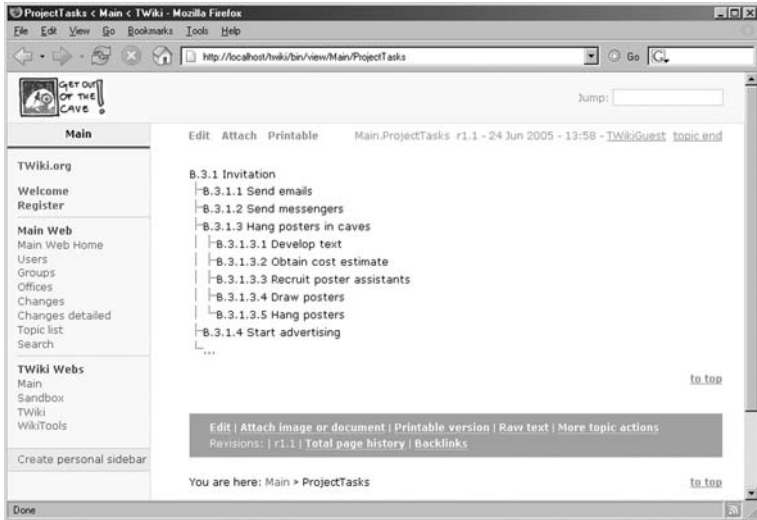 ProjectTasks < Main < TWiki - Mozilla Firefox
File Edit View Go Bookmarks Tools Help
http://localhost/twiki/bin/view/Main/ProjectTasks Go G
GET OUT
OF THE
CAVE !
Jump:
Main
Edit Attach Printable Main.ProjectTasks r1.1 - 24 Jun 2005 - 13:58 - TWikiGuest topic end
TWiki.org
Welcome
Register
Main Web
Main Web Home
Users
Groups
Offices
Changes
Changes detailed
Topic list
Search
TWiki Webs
Main
Sandbox
TWiki
WikiTools
Create personal sidebar
B.3.1 Invitation
B.3.1.1 Send emails
B.3.1.2 Send messengers
B.3.1.3 Hang posters in caves
B.3.1.3.1 Develop text
B.3.1.3.2 Obtain cost estimate
B.3.1.3.3 Recruit poster assistants
B.3.1.3.4 Draw posters
B.3.1.3.5 Hang posters
B.3.1.4 Start advertising
...
to top
Edit | Attach image or document | Printable version | Raw text | More topic actions
Revisions: | r1.1 | Total page history | Backlinks
You are here: Main > ProjectTasks to top
Done